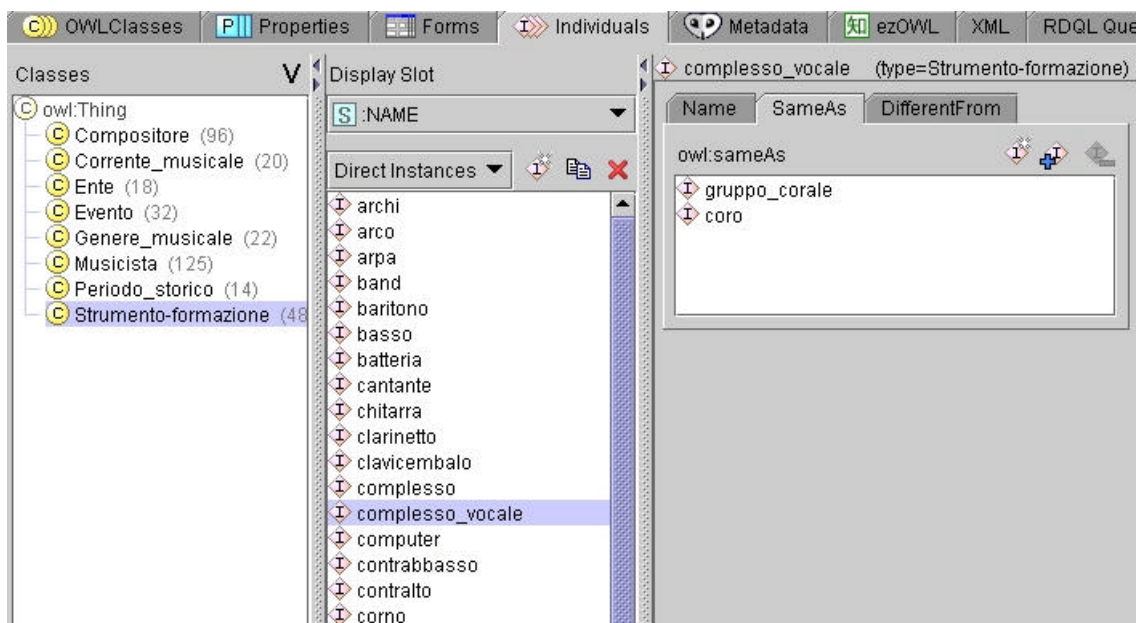 OWLClasses
Properties
Forms
Individuals
Metadata
知 ezOWL
XML
RDQL Que
Classes
V
owl:Thing
Compositore (96)
Corrente_musicale (20)
Ente (18)
Evento (32)
Genere_musicale (22)
Musicista (125)
Periodo_storico (14)
Strumento-formazione (48
Display Slot
S :NAME
Direct Instances
archi
arco
arpa
band
baritono
basso
batteria
cantante
chitarra
clarinetto
clavicembalo
complesso
complesso_vocale
computer
contrabbasso
contralto
corno
complesso_vocale (type=Strumento-formazione)
Name
SameAs
DifferentFrom
owl:sameAs
gruppo_corale
coro